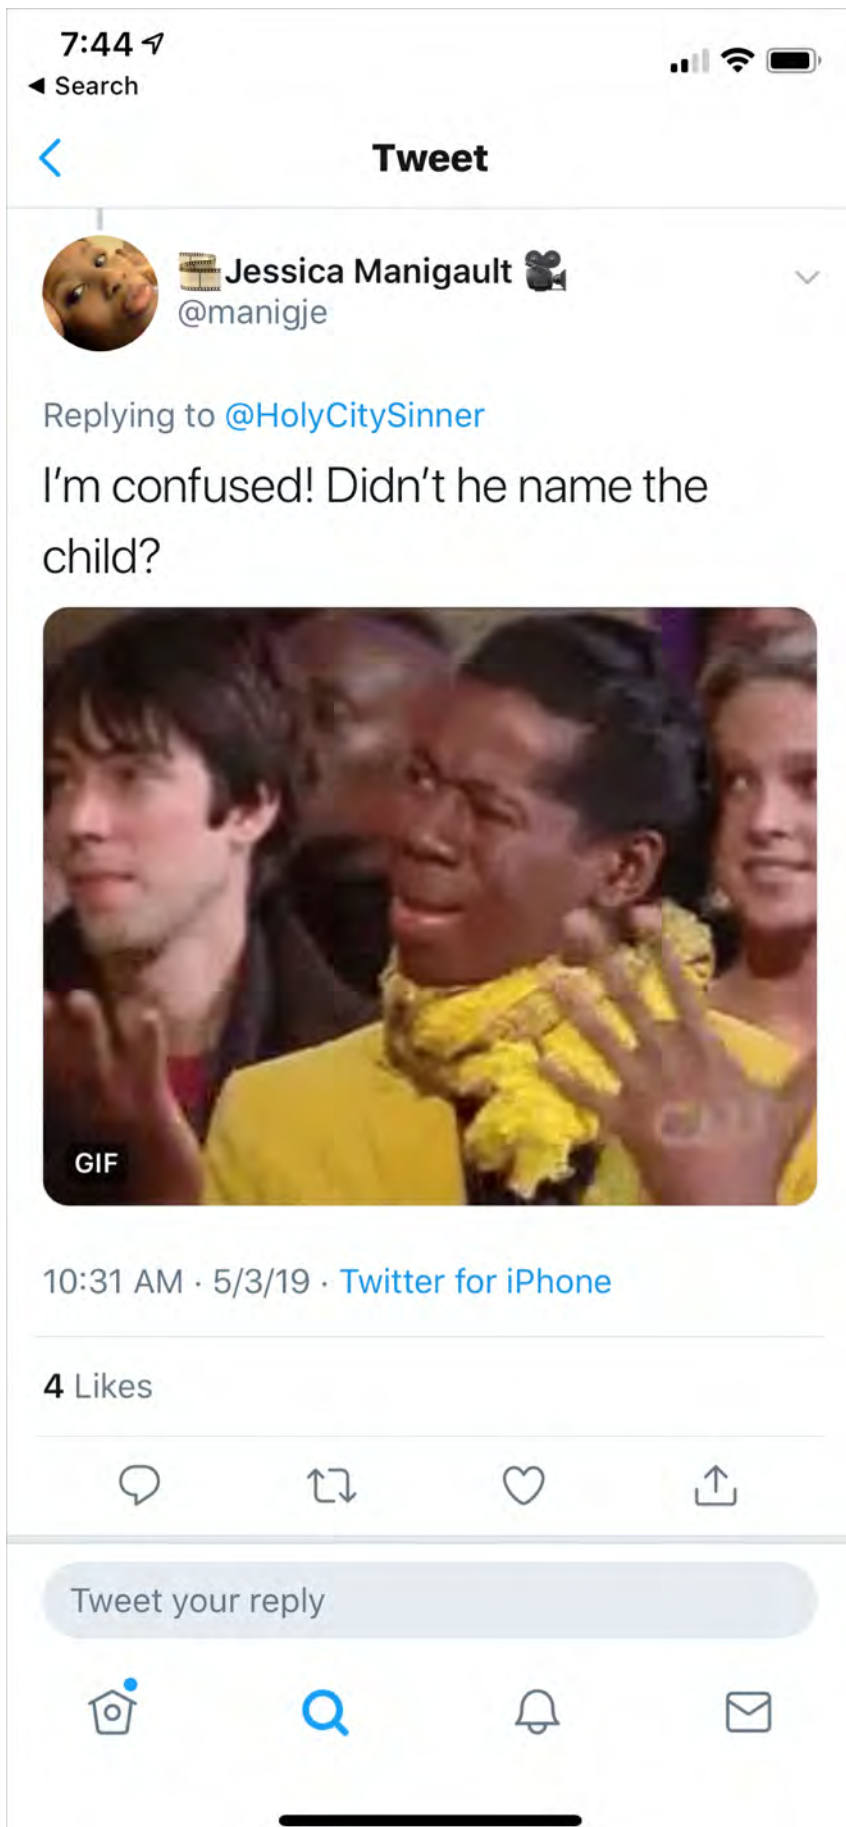 7:44
Search
Tweet
Jessica Manigault
@manigje
Replying to @HolyCitySinner
I'm confused! Didn't he name the
child?
GIF
10:31 AM · 5/3/19 · Twitter for iPhone
4 Likes
Tweet your reply